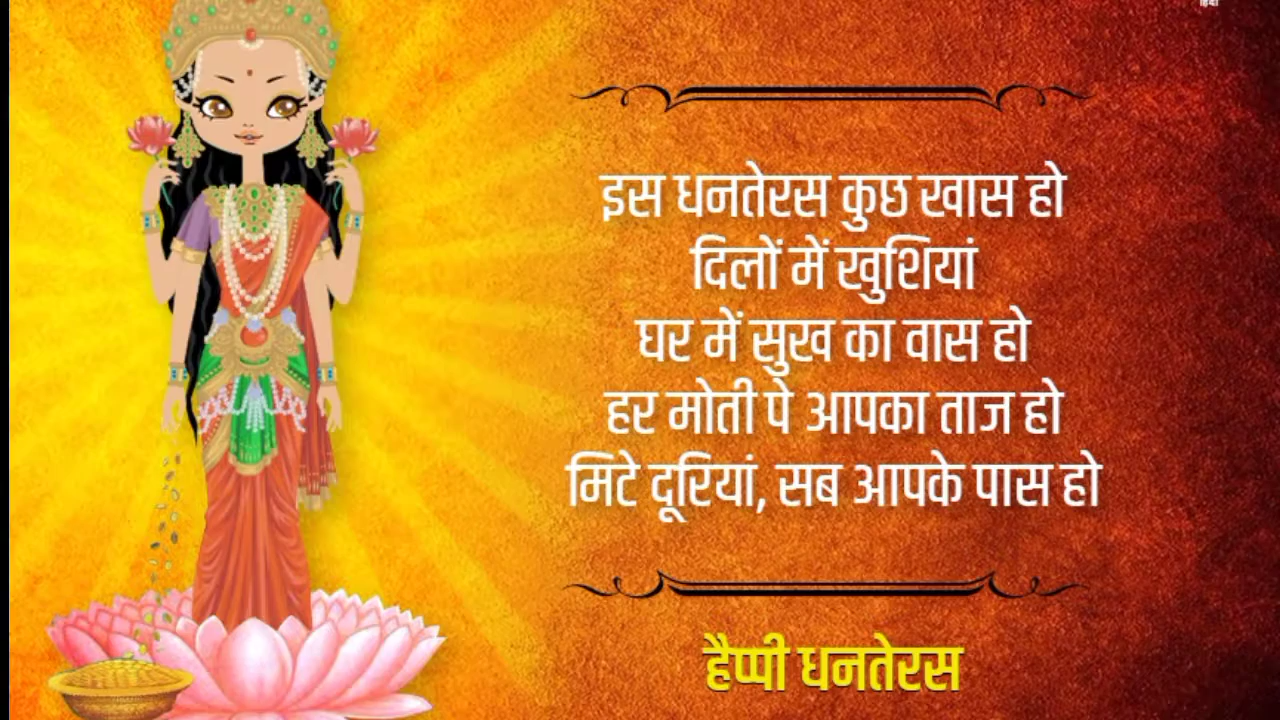 हिंदी
इस धनतेरस कुछ खास हो
दिलों में खुशियां
घर में सुख का वास हो
हर मोती पे आपका ताज हो
मिटे दूरियां, सब आपके पास हो
हैप्पी धनतेरस